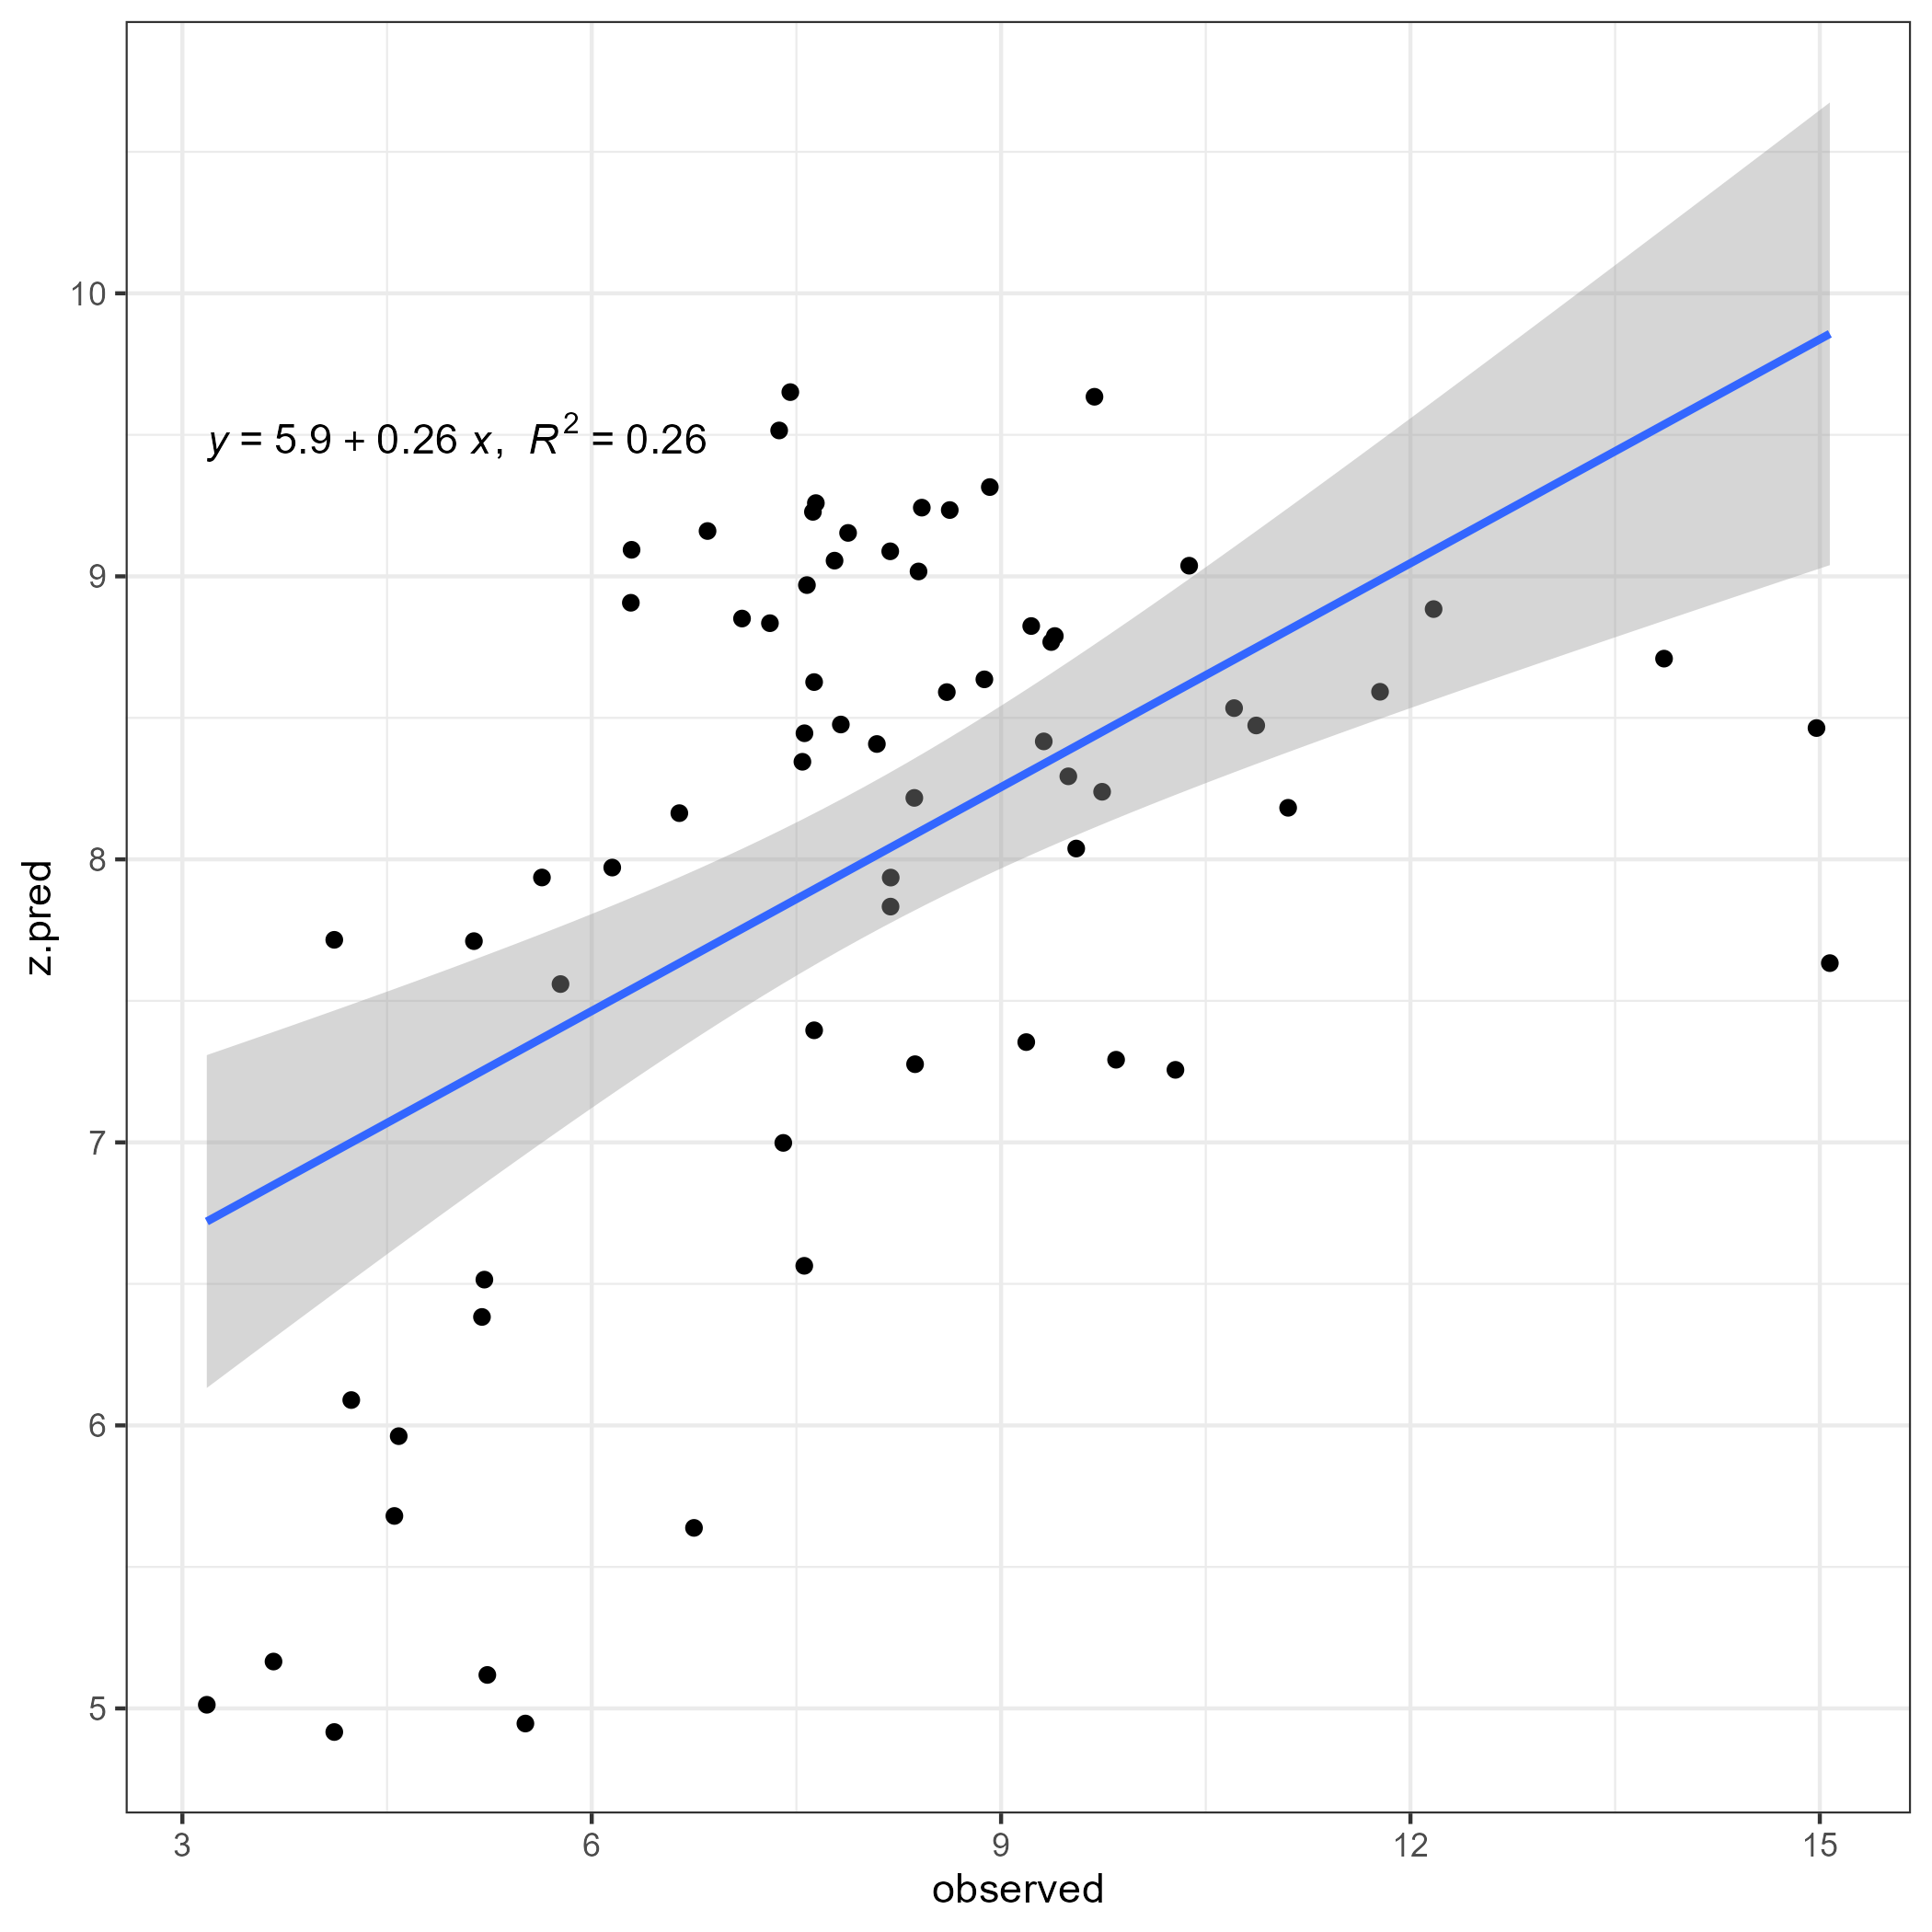 10
9
8
7
6
5
z.pred
y = 5.9 + 0.26 x, R² = 0.26
3 6 9 12 15
observed